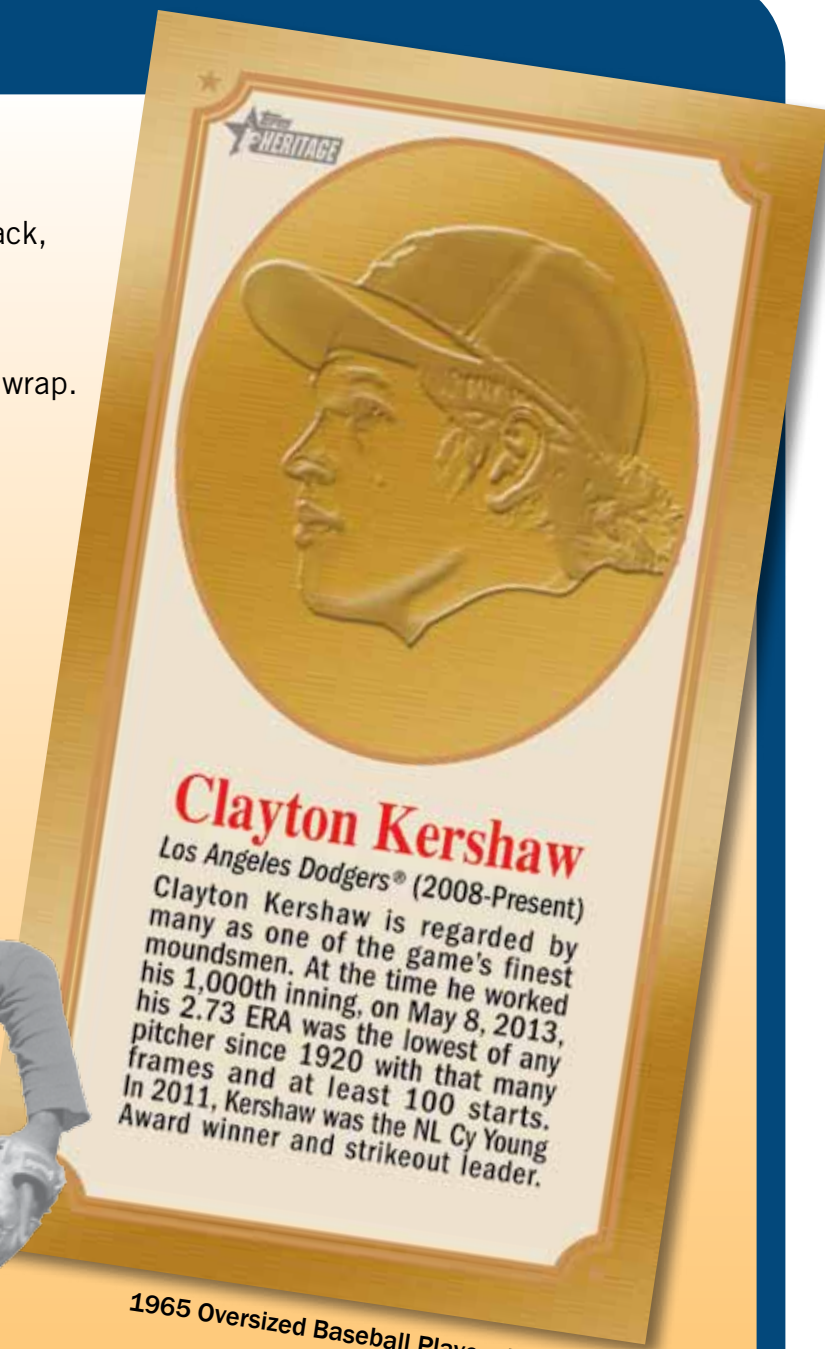 TOPPS
HERITAGE
wrap.
Clayton Kershaw
Los Angeles Dodgers® (2008-Present)
Clayton Kershaw is regarded by
many as one of the game's finest
moundsmen. At the time he worked
his 1,000th inning, on May 8, 2013,
his 2.73 ERA was the lowest of any
pitcher since 1920 with that many
frames and at least 100 starts.
In 2011, Kershaw was the NL Cy Young
Award winner and strikeout leader.
1965 Oversized Baseball